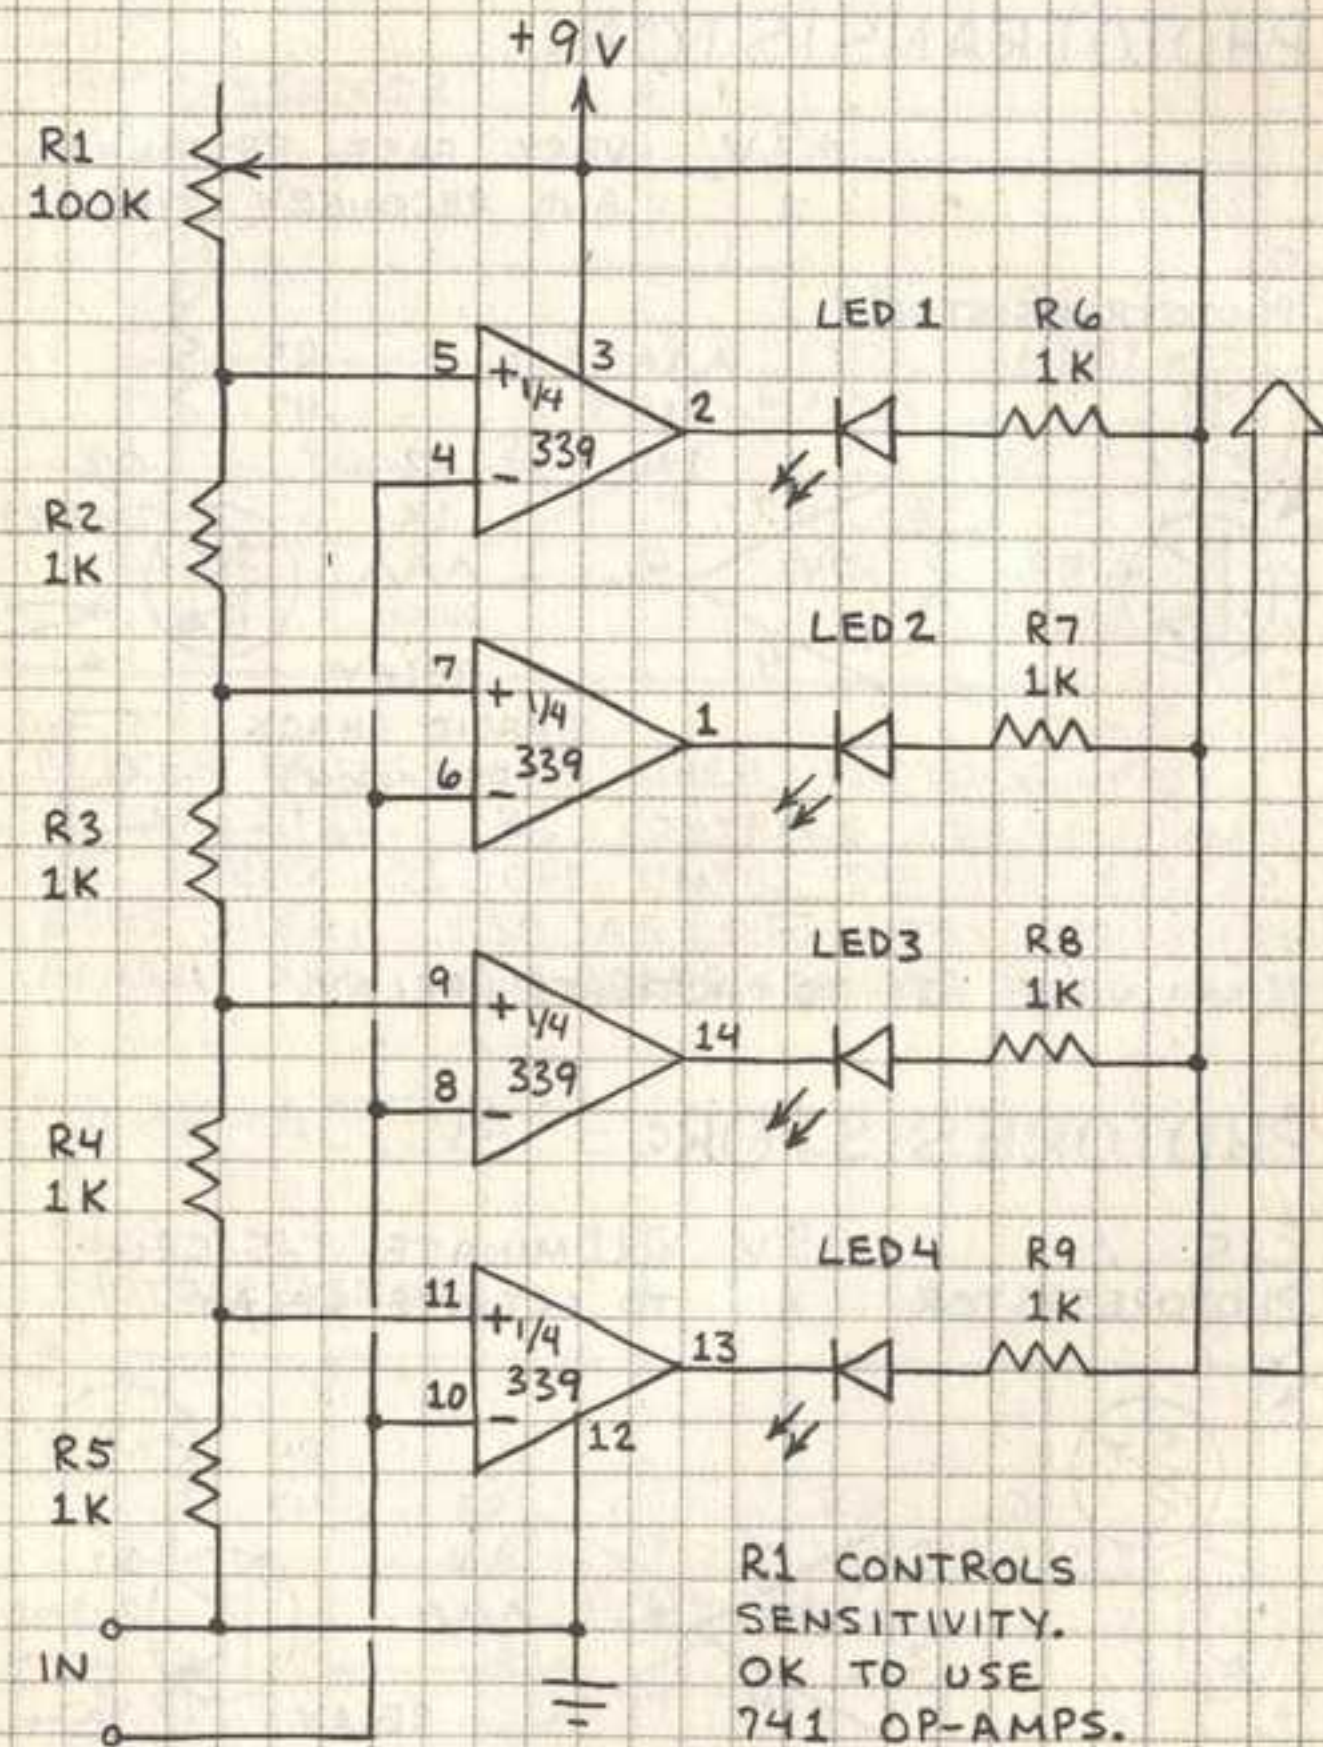 +9V
R1
100K
LED 1
R6
1K
5
+
1/4
339
3
2
4
-
R2
1K
LED2
R7
1K
7
+
1/4
339
1
6
-
R3
1K
LED3
R8
1K
9
+
1/4
339
14
8
-
R4
1K
LED4
R9
1K
11
+
1/4
339
13
10
-
12
R5
1K
IN
R1 CONTROLS
SENSITIVITY.
OK TO USE
741 OP-AMPS.